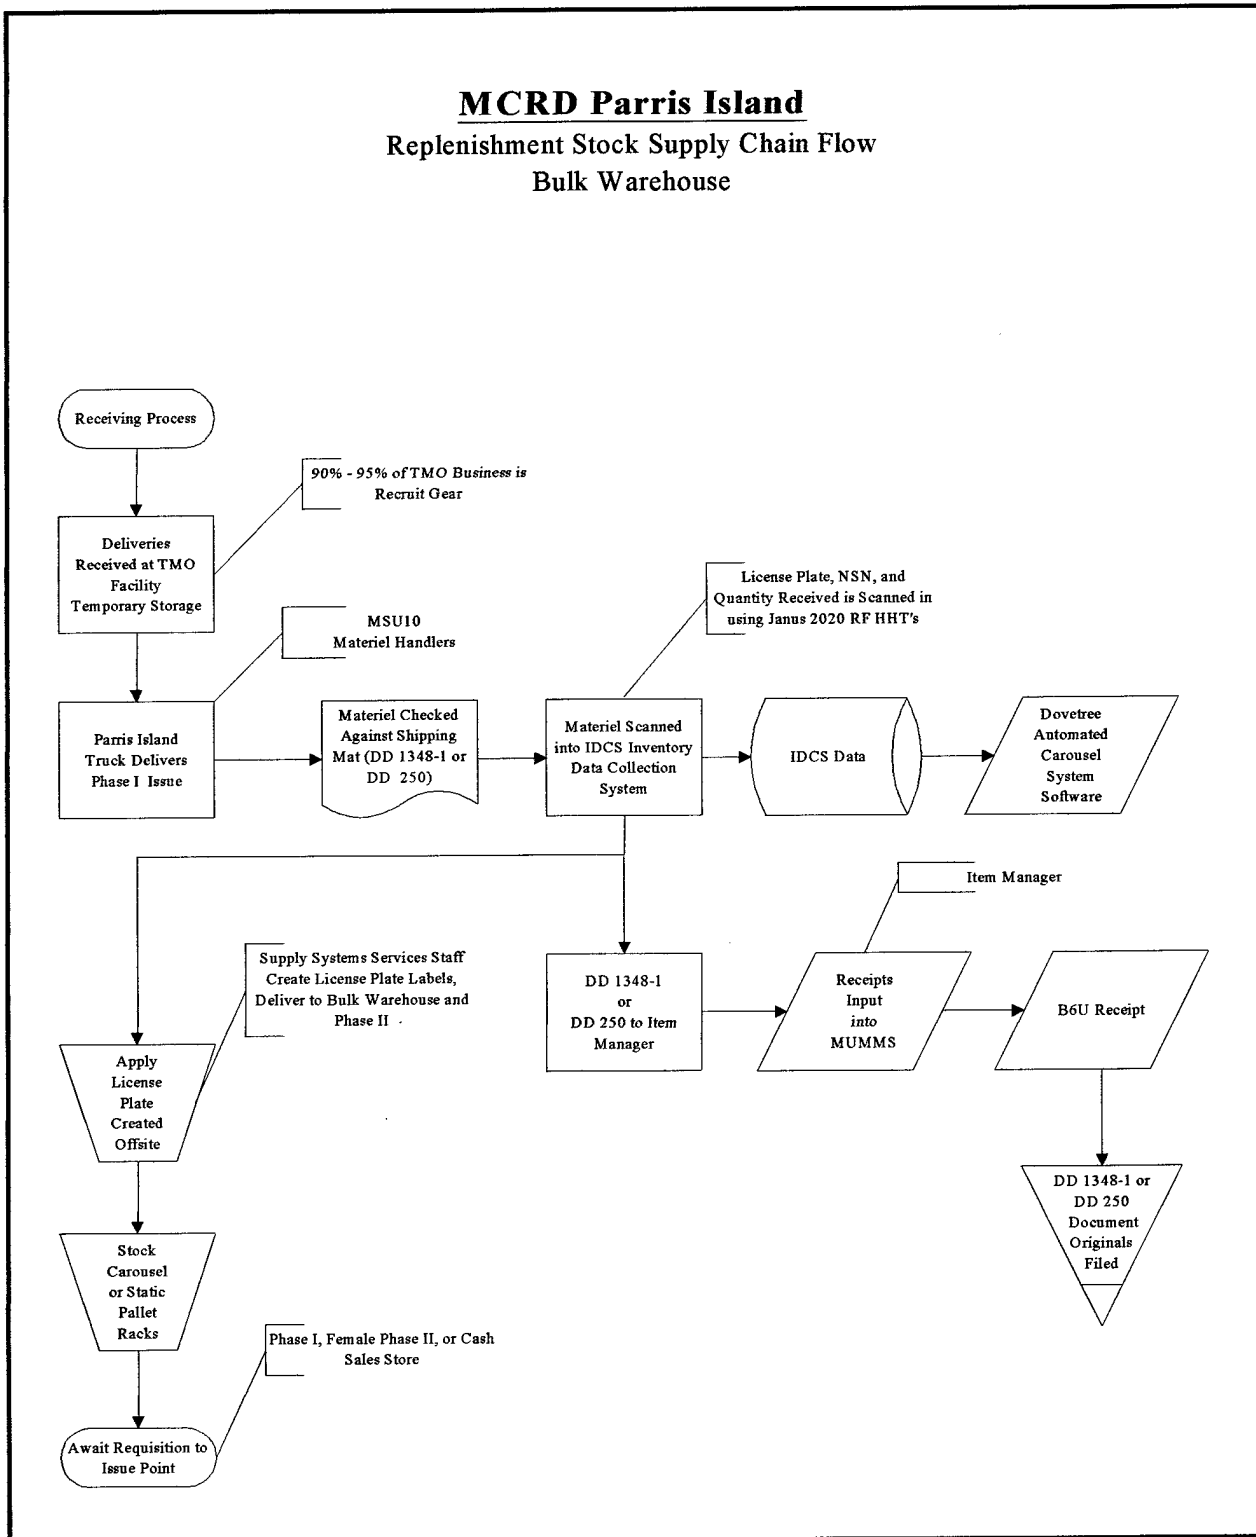 MCRD Parris Island
Replenishment Stock Supply Chain Flow
Bulk Warehouse
Receiving Process
90% - 95% of TMO Business is
Recruit Gear
Deliveries
Received at TMO
Facility
Temporary Storage
License Plate, NSN, and
Quantity Received is Scanned in
using Janus 2020 RF HHT's
MSU10
Materiel Handlers
Parris Island
Truck Delivers
Phase I Issue
Materiel Checked
Against Shipping
Mat (DD 1348-1 or
DD 250)
Materiel Scanned
into IDCS Inventory
Data Collection
System
IDCS Data
Dovetree
Automated
Carousel
System
Software
Item Manager
Supply Systems Services Staff
Create License Plate Labels,
Deliver to Bulk Warehouse and
Phase II
DD 1348-1
or
DD 250 to Item
Manager
Receipts
Input
into
MUMMS
B6U Receipt
Apply
License
Plate
Created
Offsite
DD 1348-1 or
DD 250
Document
Originals
Filed
Stock
Carousel
or Static
Pallet
Racks
Phase I, Female Phase II, or Cash
Sales Store
Await Requisition to
Issue Point